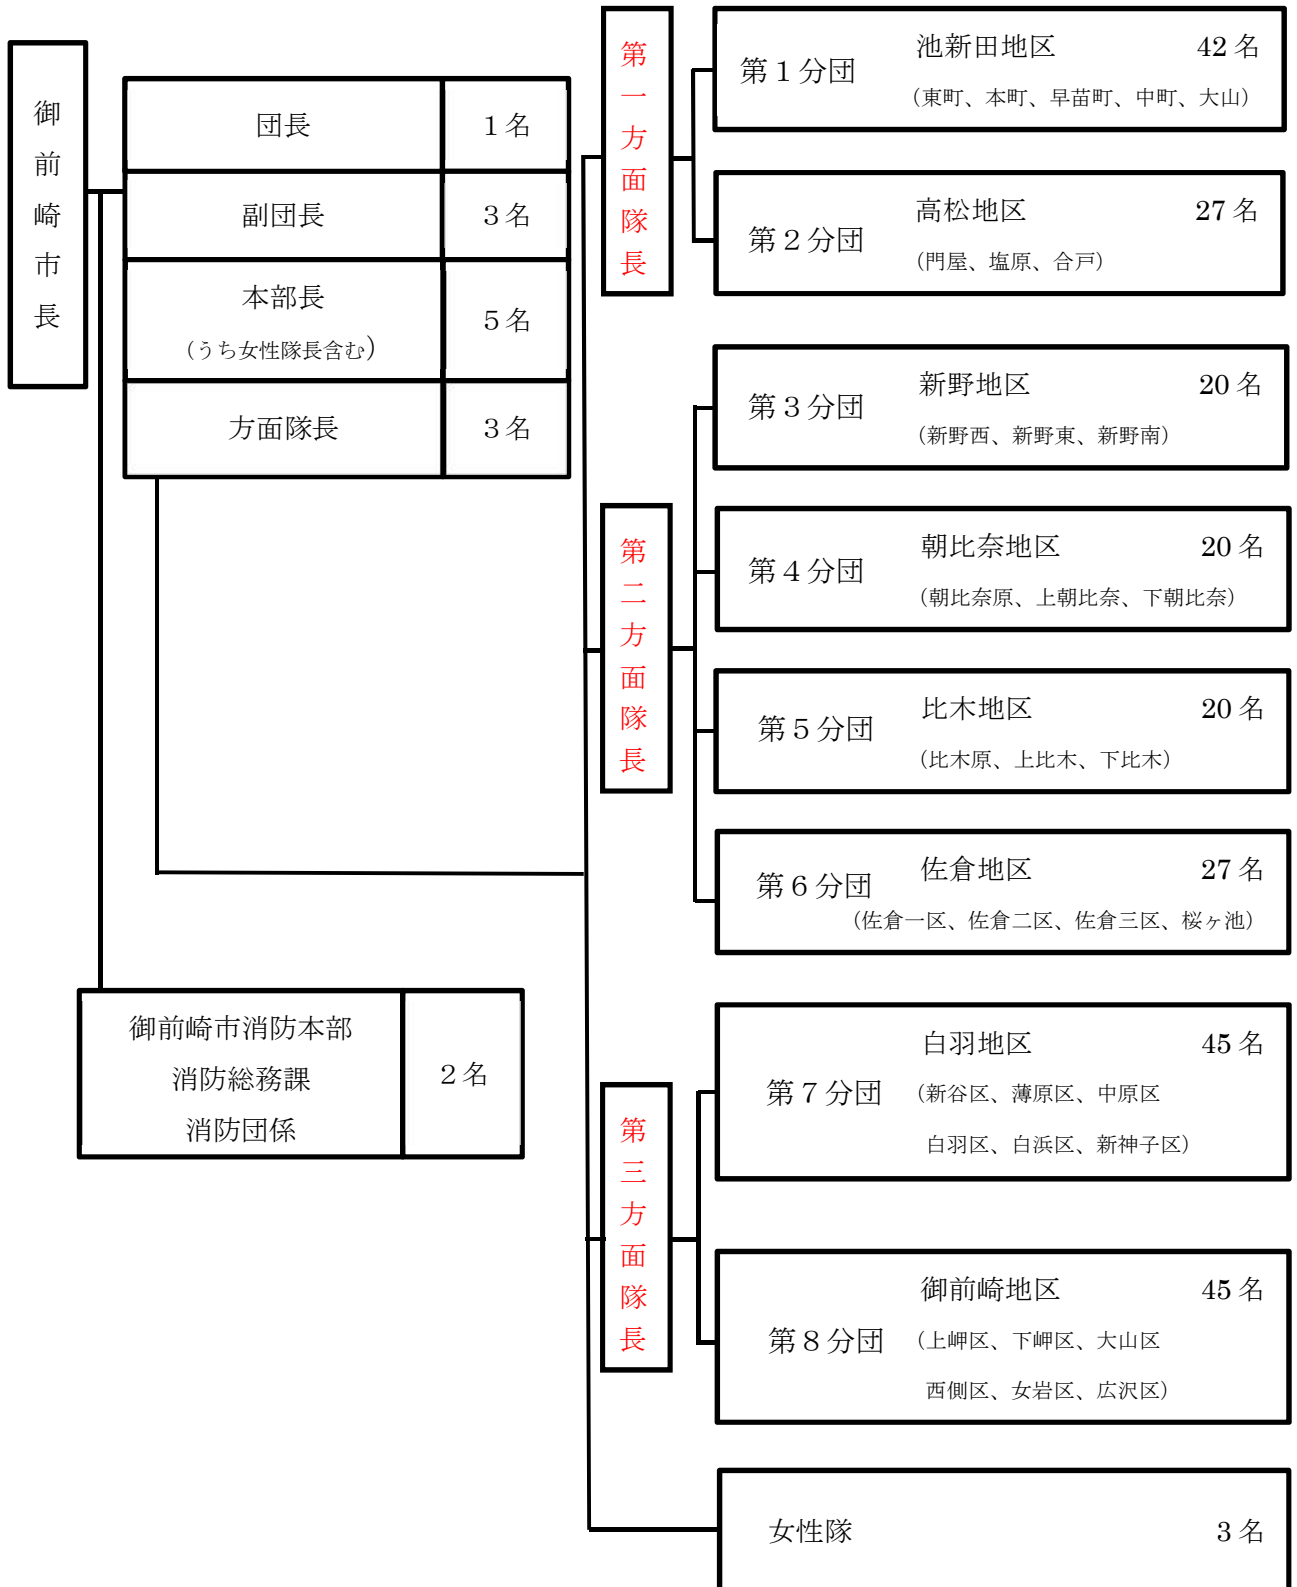 御前崎市長
団長 1名
副団長 3名
本部長 5名
(うち女性隊長含む)
方面隊長 3名
御前崎市消防本部
消防総務課 2名
消防団係
第一方面隊長
第1分団 池新田地区 42名
(東町、本町、早苗町、中町、大山)
第2分団 高松地区 27名
(門屋、塩原、合戸)
第二方面隊長
第3分団 新野地区 20名
(新野西、新野東、新野南)
第4分団 朝比奈地区 20名
(朝比奈原、上朝比奈、下朝比奈)
第5分団 比木地区 20名
(比木原、上比木、下比木)
第6分団 佐倉地区 27名
(佐倉一区、佐倉二区、佐倉三区、桜ヶ池)
第三方面隊長
第7分団 白羽地区 45名
(新谷区、薄原区、中原区
白羽区、白浜区、新神子区)
第8分団 御前崎地区 45名
(上岬区、下岬区、大山区
西側区、女岩区、広沢区)
女性隊 3名